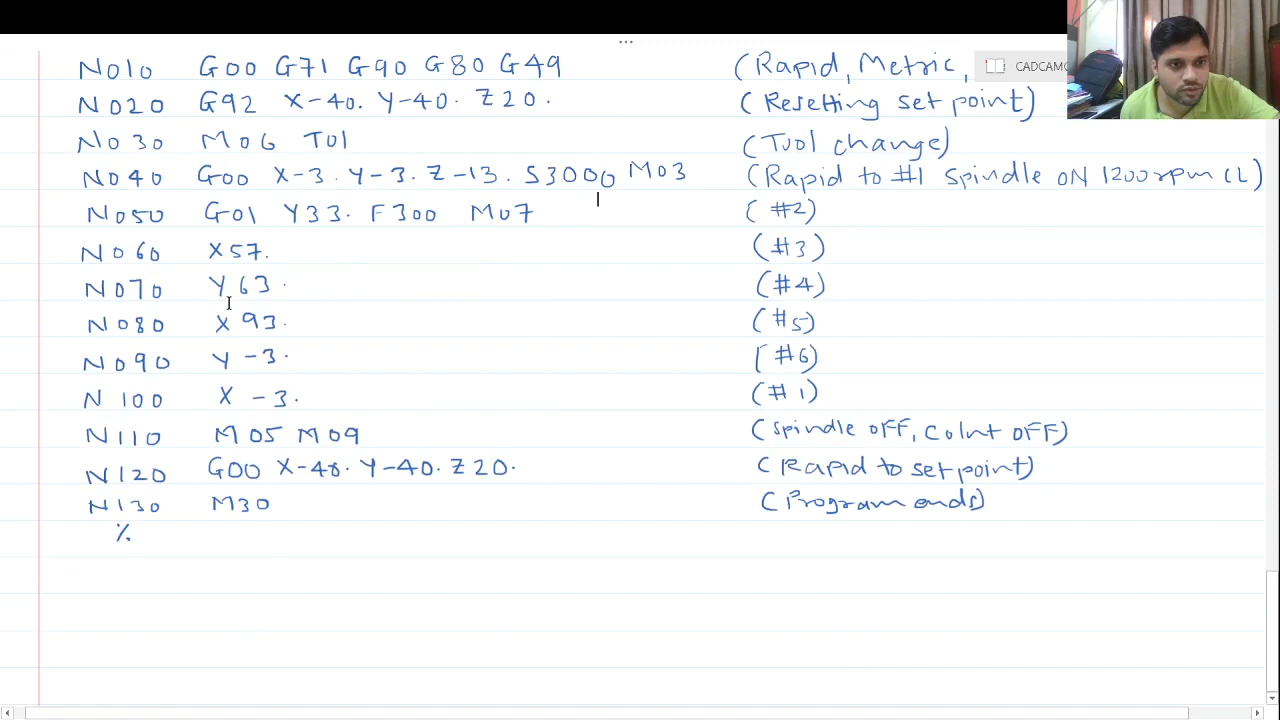 N010 G00 G71 G90 G80 G49 (Rapid, Metric, CADCAM
N020 G92 X-40. Y-40. Z20. (Resetting set point)
N030 M06 T01 (Tool change)
N040 G00 X-3. Y-3. Z-13. S3000 M03 (Rapid to #1 Spindle ON 1200rpm CL)
N050 G01 Y33. F300 M07 (#2)
N060 X57. (#3)
N070 Y63. (#4)
N080 X93. (#5)
N090 Y-3. (#6)
N100 X-3. (#1)
N110 M05 M09 (Spindle OFF, Colnt OFF)
N120 G00 X-40. Y-40. Z20. (Rapid to set point)
N130 M30 (Program ends)
%